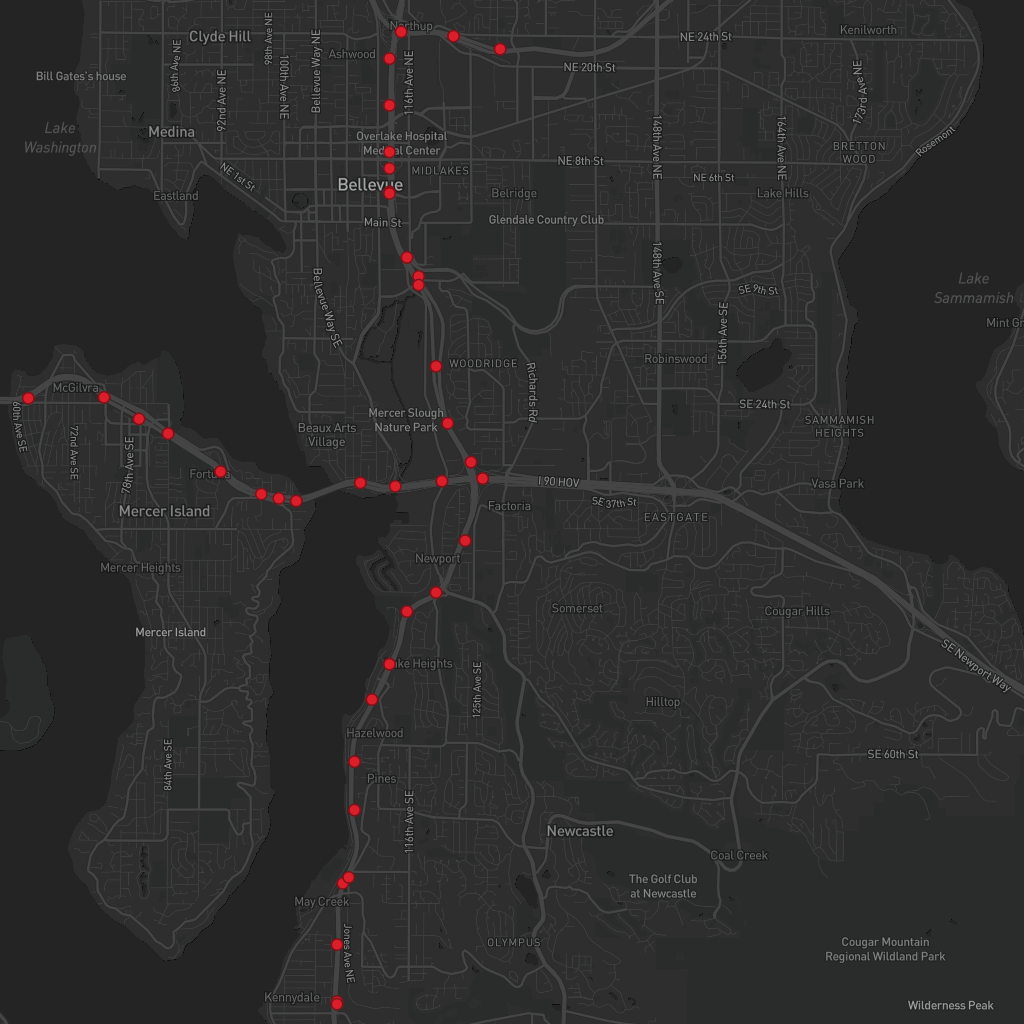 Northup
Kenilworth
Clyde Hill
NE 24th St
98th Ave NE
Bellevue Way NE
Ashwood
86th Ave NE
100th Ave NE
116th Ave NE
NE 20th St
Bill Gates's house
92nd Ave NE
173rd Ave NE
Lake
Washington
Medina
Overlake Hospital
Medical Center
148th Ave NE
164th Ave NE
BRETTON
WOOD
Rosemont
NE 8th St
MIDLAKES
NE 1st St
NE 6th St
Bellevue
Eastland
Belridge
Lake Hills
Main St
Glendale Country Club
148th Ave SE
Lake
Sammamish
SE 9th St
Bellevue Way SE
156th Ave SE
WOODRIDGE
Robinswood
McGilvra
Richards Rd
60th Ave SE
72nd Ave SE
78th Ave SE
Mercer Slough
Nature Park
SE 24th St
Beaux Arts
Village
SAMMAMISH
HEIGHTS
I 90 HOV
Vasa Park
SE 37th St
Mercer Island
Factoria
EASTGATE
Newport
Mercer Heights
Somerset
Cougar Hills
Mercer Island
SE Newport Way
125th Ave SE
Hilltop
Hazelwood
84th Ave SE
SE 60th St
Pines
116th Ave SE
Newcastle
Coal Creek
The Golf Club
at Newcastle
May Creek
Jones Ave NE
OLYMPUS
Cougar Mountain
Regional Wildland Park
Kennydale
Wilderness Peak